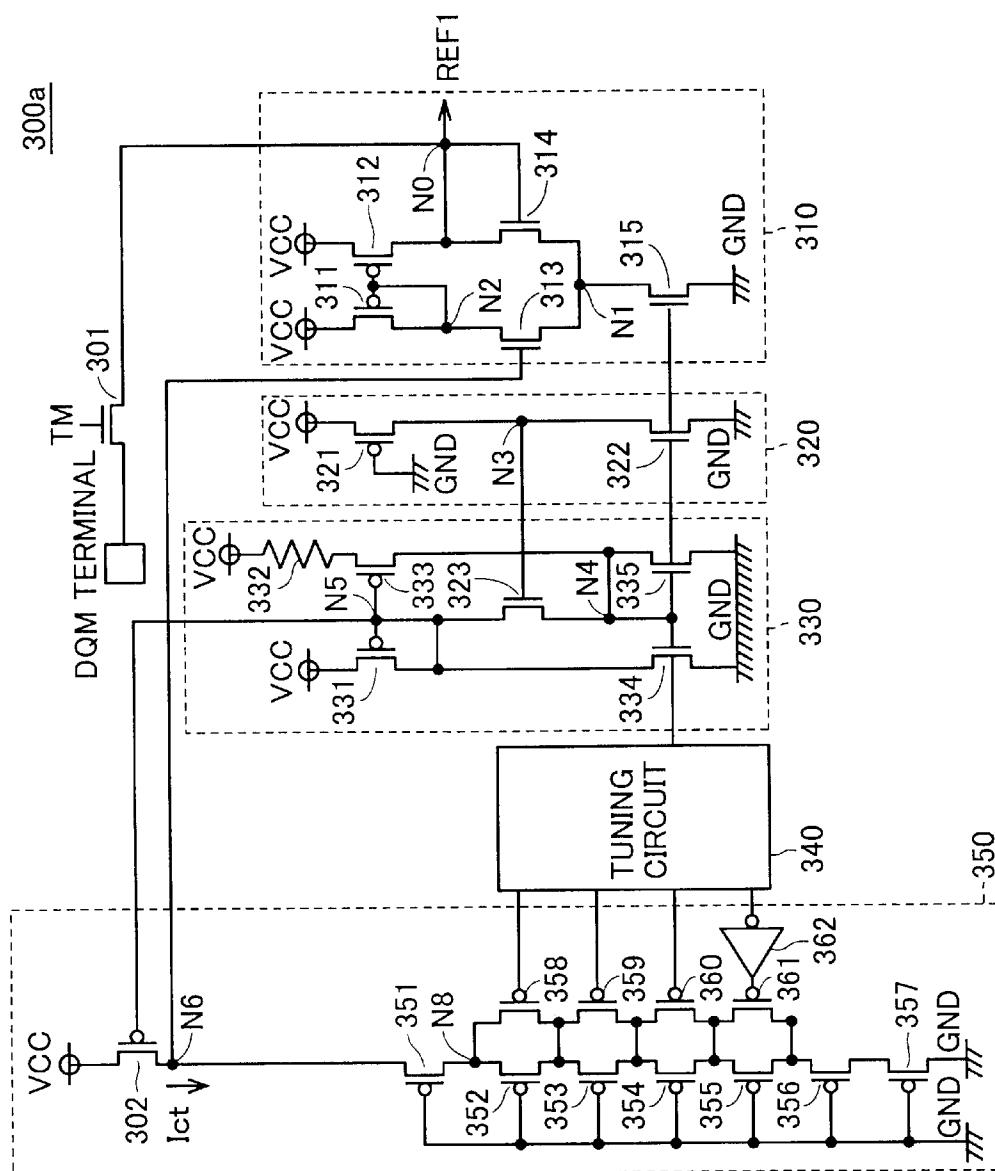 300a
REF1
DQM TERMINAL
TM
301
VCC
VCC
311
312
N0
N2
313
314
N1
315
GND
310
VCC
321
GND
N3
322
GND
320
VCC
332
VCC
N5
331
333
323
N4
334
335
GND
330
TUNING
CIRCUIT
340
VCC
302
N6
Ict
351
N8
352
358
353
359
354
360
355
361
362
356
357
GND
GND
350